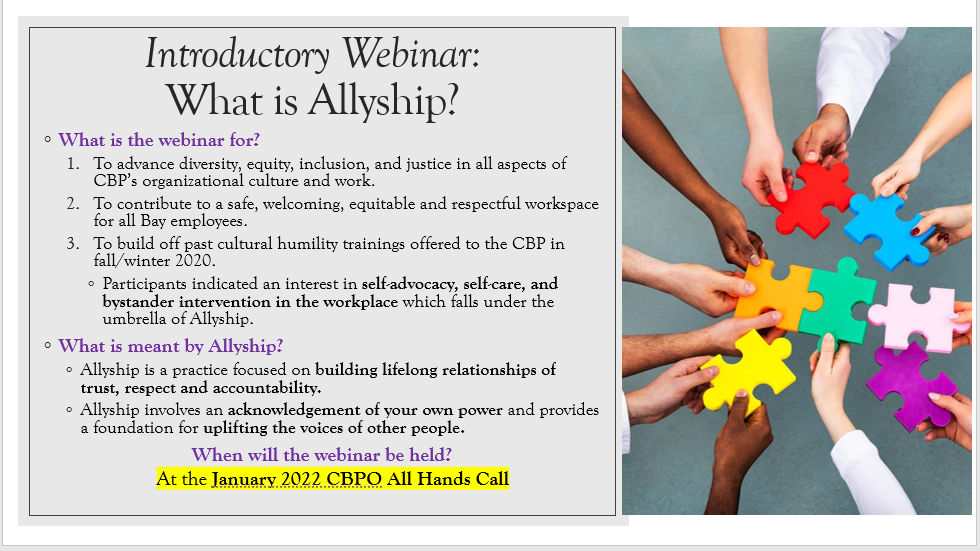 Introductory Webinar:
What is Allyship?
What is the webinar for?
1. To advance diversity, equity, inclusion, and justice in all aspects of
CBP's organizational culture and work.
2. To contribute to a safe, welcoming, equitable and respectful workspace
for all Bay employees.
3. To build off past cultural humility trainings offered to the CBP in
fall/winter 2020.
Participants indicated an interest in self-advocacy, self-care, and
bystander intervention in the workplace which falls under the
umbrella of Allyship.
What is meant by Allyship?
Allyship is a practice focused on building lifelong relationships of
trust, respect and accountability.
Allyship involves an acknowledgement of your own power and provides
a foundation for uplifting the voices of other people.
When will the webinar be held?
At the January 2022 CBPO All Hands Call